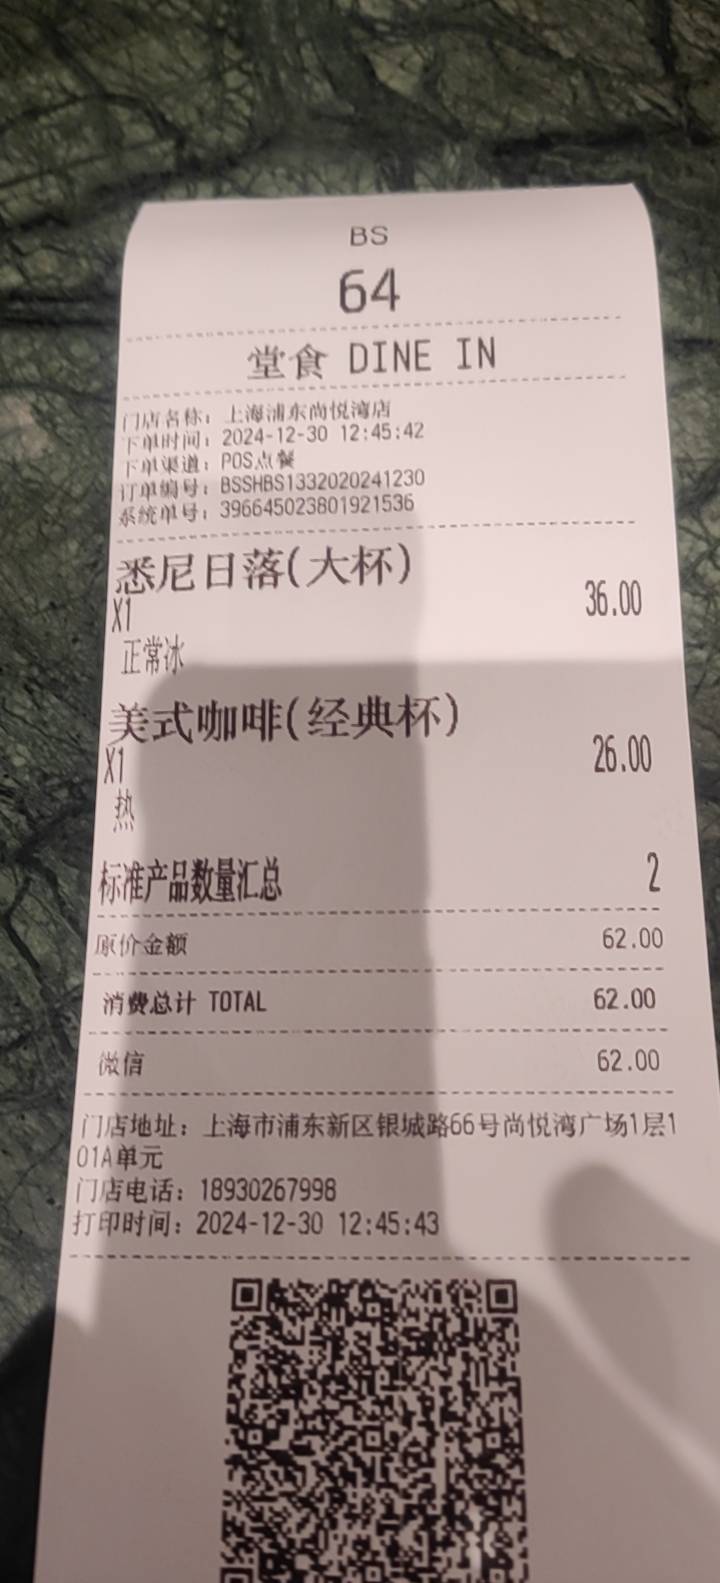 BS
64
堂食 DINE IN
门店名称：上海浦东尚悦湾店
下单时间：2024-12-30 12:45:42
下单渠道：POS点餐
订单编号：BSSHBS1332020241230
系统单号：396645023801921536
悉尼日落(大杯)
X1 36.00
正常冰
美式咖啡(经典杯)
X1 26.00
热
标准产品数量汇总 2
原价金额 62.00
消费总计 TOTAL 62.00
微信 62.00
门店地址：上海市浦东新区银城路66号尚悦湾广场1层1
01A单元
门店电话：18930267998
打印时间：2024-12-30 12:45:43